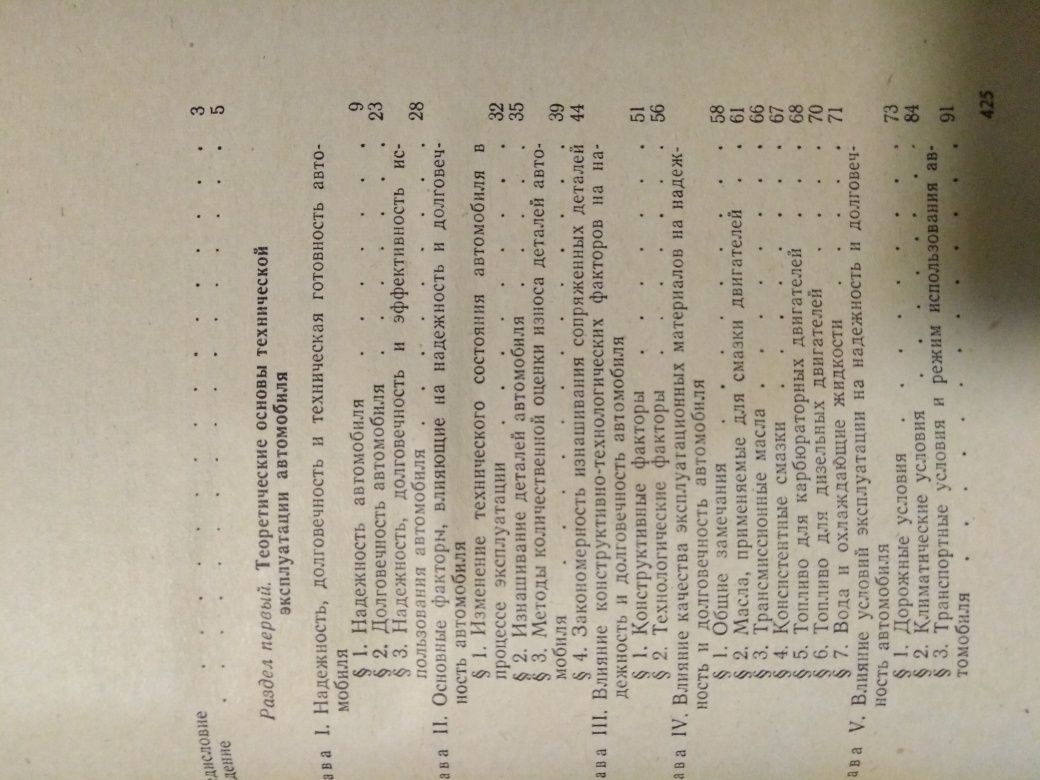 едисловие . . . . . . . . . . 3
дение . . . . . . . . . . 5
Раздел первый. Теоретические основы технической
эксплуатации автомобиля
ава I. Надежность, долговечность и техническая готовность авто-
мобиля
§ 1. Надежность автомобиля . . . . . . . 9
§ 2. Долговечность автомобиля . . . . . . . 23
§ 3. Надежность, долговечность и эффективность ис-
пользования автомобиля . . . . . . . 28
ава II. Основные факторы, влияющие на надежность и долговеч-
ность автомобиля
§ 1. Изменение технического состояния автомобиля в
процессе эксплуатации . . . . . . . 32
§ 2. Изнашивание деталей автомобиля . . . . . 35
§ 3. Методы количественной оценки износа деталей авто-
мобиля . . . . . . . . . . 39
§ 4. Закономерность изнашивания сопряженных деталей 44
ава III. Влияние конструктивно-технологических факторов на на-
дежность и долговечность автомобиля
§ 1. Конструктивные факторы . . . . . . . 51
§ 2. Технологические факторы . . . . . . . 56
ава IV. Влияние качества эксплуатационных материалов на надеж-
ность и долговечность автомобиля
§ 1. Общие замечания . . . . . . . 58
§ 2. Масла, применяемые для смазки двигателей . . . 61
§ 3. Трансмиссионные масла . . . . . . . 66
§ 4. Консистентные смазки . . . . . . . 67
§ 5. Топливо для карбюраторных двигателей . . . . 68
§ 6. Топливо для дизельных двигателей . . . . . 70
§ 7. Вода и охлаждающие жидкости . . . . . . 71
ава V. Влияние условий эксплуатации на надежность и долговеч-
ность автомобиля
§ 1. Дорожные условия . . . . . . . . 73
§ 2. Климатические условия . . . . . . . 84
§ 3. Транспортные условия и режим использования ав-
томобиля . . . . . . . . . . 91
425